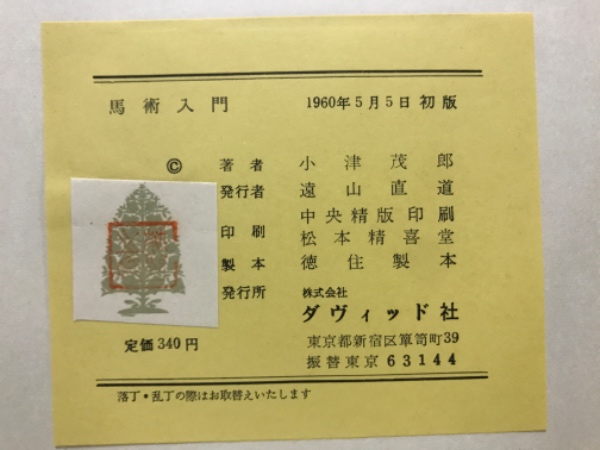 馬術入門 1960年5月5日 初版
© 著者 小津茂郎
発行者 遠山直道
印刷 中央精版印刷
松本精喜堂
製本 徳住製本
発行所 株式会社
ダヴィッド社
定価 340円
東京都新宿区簞笥町39
振替東京 63144
落丁・乱丁の際はお取替えいたします